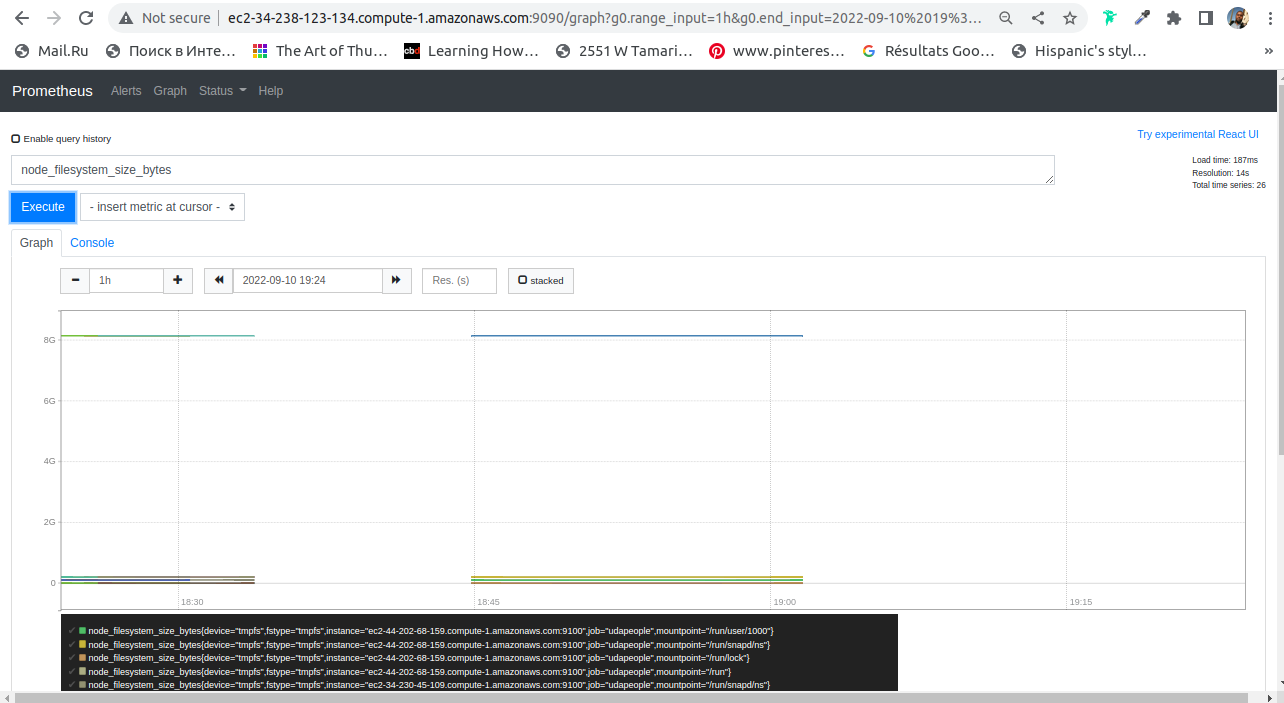 Not secure ec2-34-238-123-134.compute-1.amazonaws.com:9090/graph?g0.range_input=1h&g0.end_input=2022-09-10%2019%3...
Mail.Ru Поиск в Инте... The Art of Thu... cbd Learning How... 2551 W Tamari... www.pinteres... Résultats Goo... Hispanic's styl... »
Prometheus Alerts Graph Status Help
Enable query history
Try experimental React UI
node_filesystem_size_bytes
Load time: 187ms
Resolution: 14s
Total time series: 26
Execute - insert metric at cursor -
Graph Console
1h 2022-09-10 19:24 Res. (s) stacked
8G
6G
4G
2G
0
18:30 18:45 19:00 19:15
node_filesystem_size_bytes{device="tmpfs",fstype="tmpfs",instance="ec2-44-202-68-159.compute-1.amazonaws.com:9100",job="udapeople",mountpoint="/run/user/1000"}
node_filesystem_size_bytes{device="tmpfs",fstype="tmpfs",instance="ec2-44-202-68-159.compute-1.amazonaws.com:9100",job="udapeople",mountpoint="/run/snapd/ns"}
node_filesystem_size_bytes{device="tmpfs",fstype="tmpfs",instance="ec2-44-202-68-159.compute-1.amazonaws.com:9100",job="udapeople",mountpoint="/run/lock"}
node_filesystem_size_bytes{device="tmpfs",fstype="tmpfs",instance="ec2-44-202-68-159.compute-1.amazonaws.com:9100",job="udapeople",mountpoint="/run"}
node_filesystem_size_bytes{device="tmpfs",fstype="tmpfs",instance="ec2-34-230-45-109.compute-1.amazonaws.com:9100",job="udapeople",mountpoint="/run/snapd/ns"}